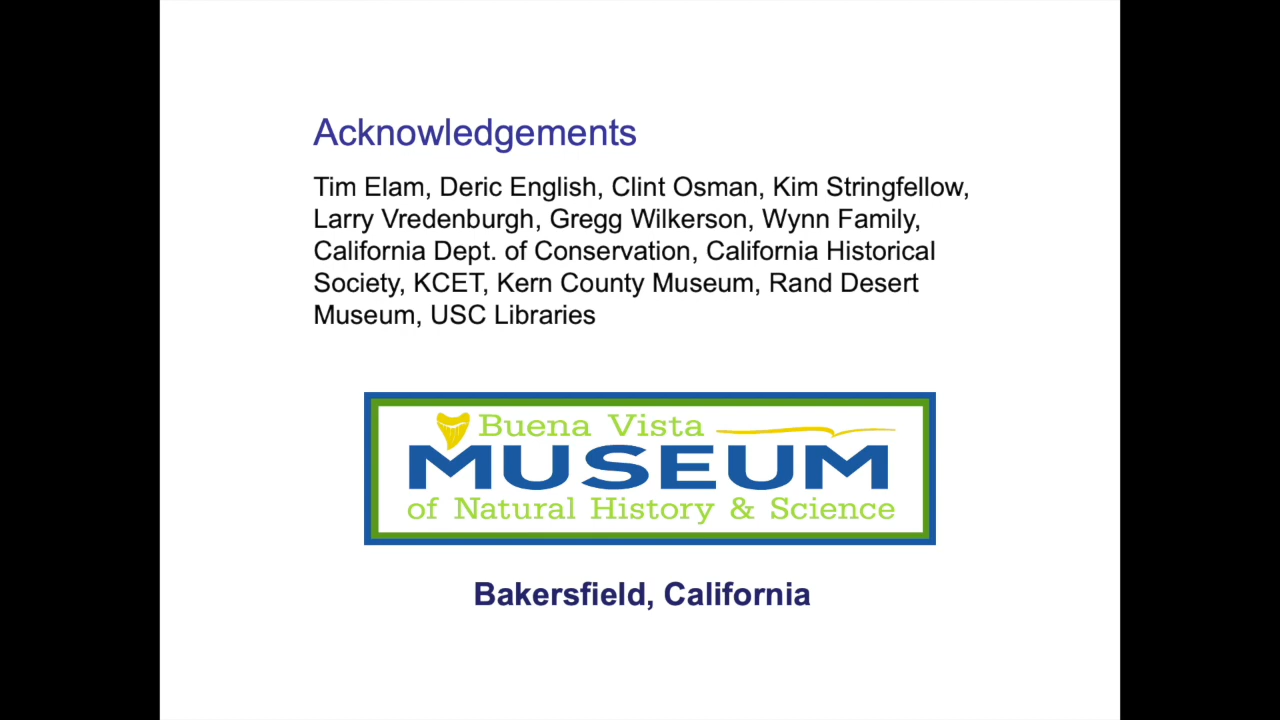 Acknowledgements
Tim Elam, Deric English, Clint Osman, Kim Stringfellow,
Larry Vredenburgh, Gregg Wilkerson, Wynn Family,
California Dept. of Conservation, California Historical
Society, KCET, Kern County Museum, Rand Desert
Museum, USC Libraries
Buena Vista
MUSEUM
of Natural History & Science
Bakersfield, California